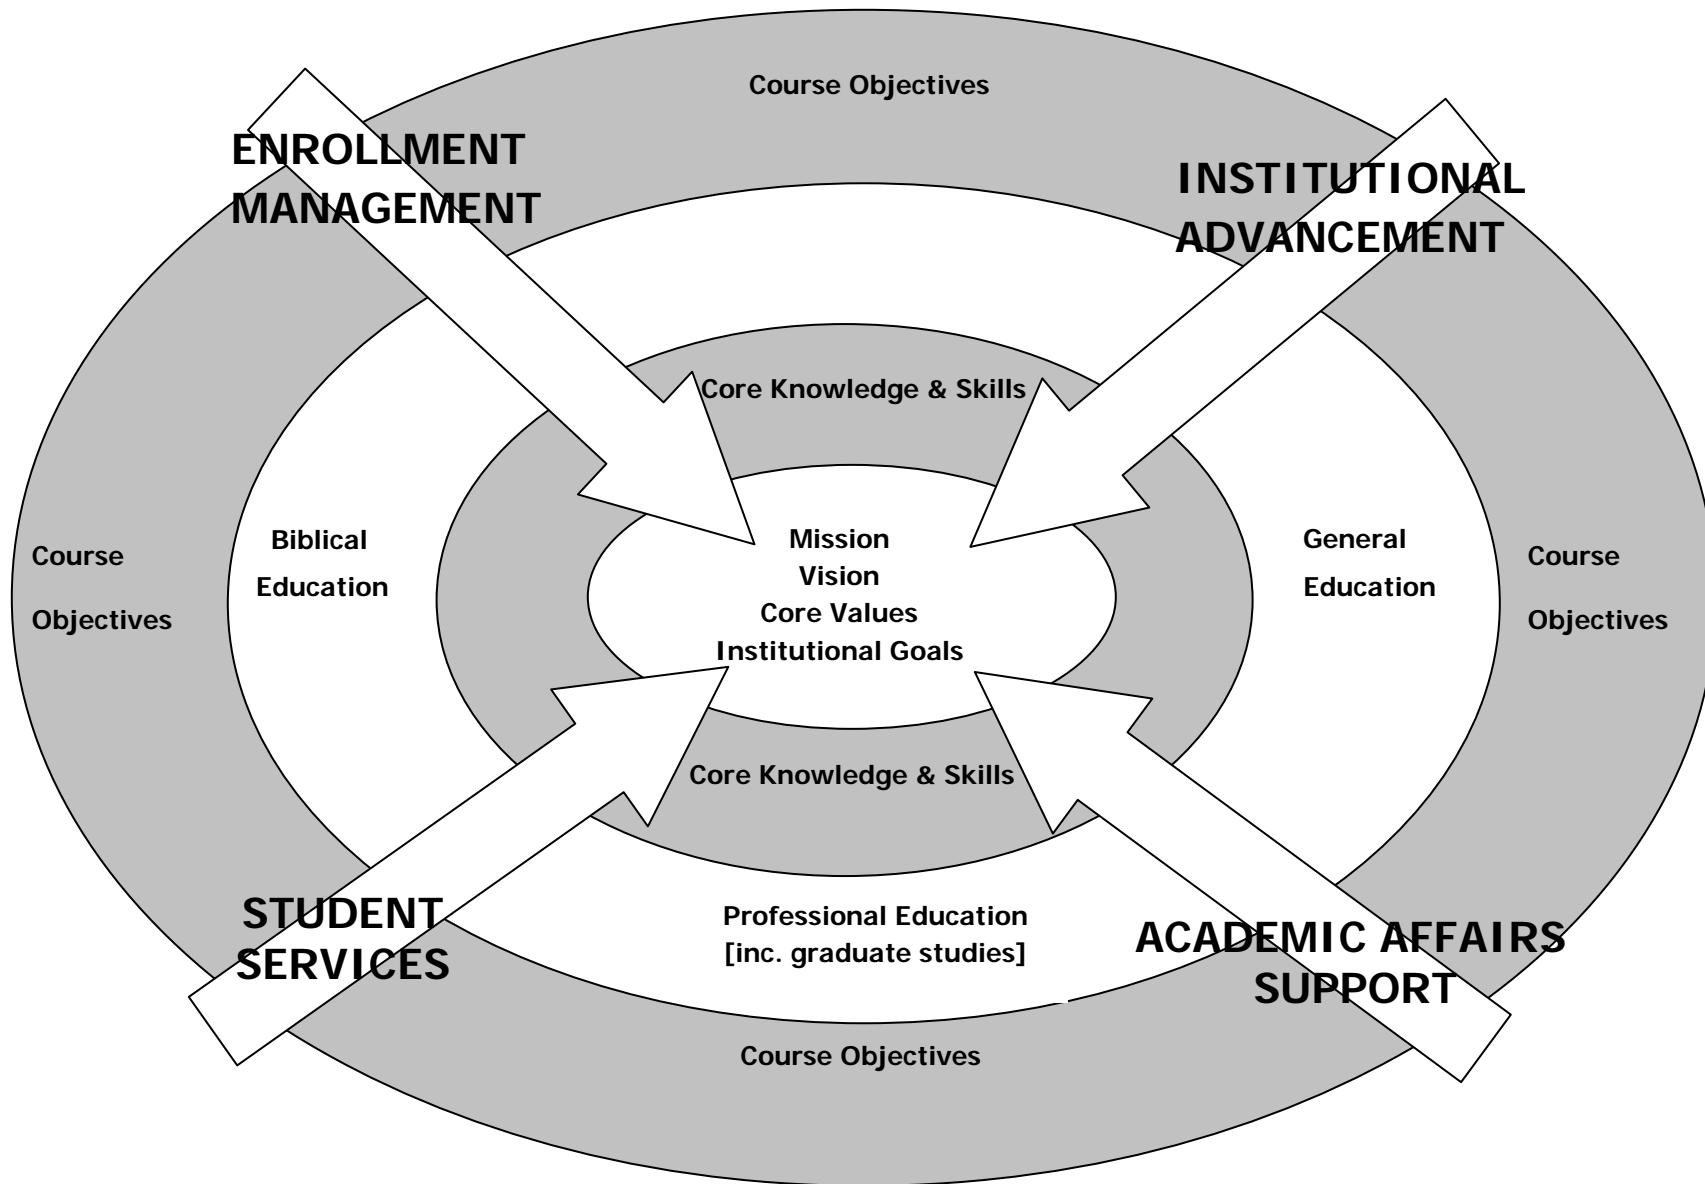 Course Objectives
ENROLLMENT
MANAGEMENT
INSTITUTIONAL
ADVANCEMENT
Core Knowledge & Skills
Course
Objectives
Biblical
Education
Mission
Vision
Core Values
Institutional Goals
General
Education
Course
Objectives
Core Knowledge & Skills
STUDENT
SERVICES
Professional Education
[inc. graduate studies]
ACADEMIC AFFAIRS
SUPPORT
Course Objectives